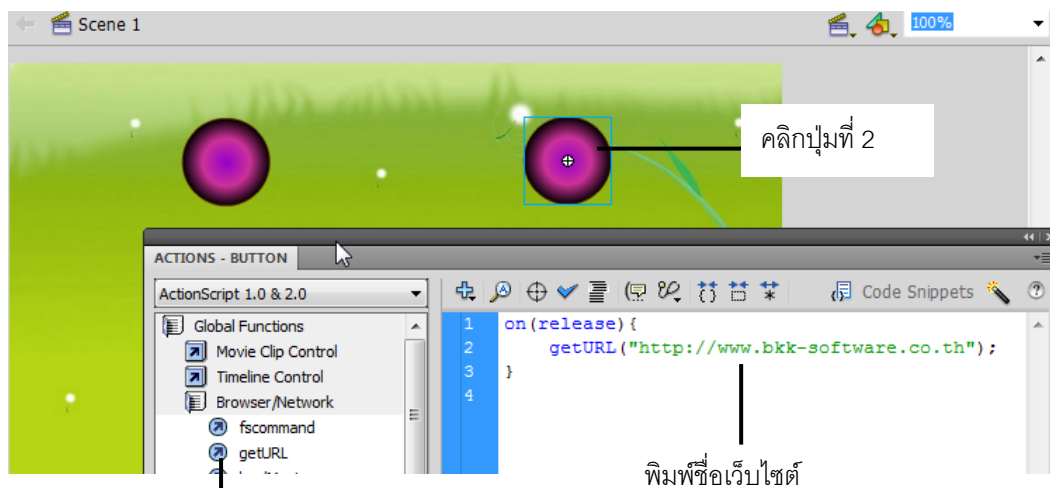 Scene 1
100%
คลิกปุ่มที่ 2
ACTIONS - BUTTON
ActionScript 1.0 & 2.0
Code Snippets
Global Functions
Movie Clip Control
Timeline Control
Browser/Network
fscommand
getURL
1 on(release){
2 getURL("http://www.bkk-software.co.th");
3 }
4
พิมพ์ชื่อเว็บไซต์